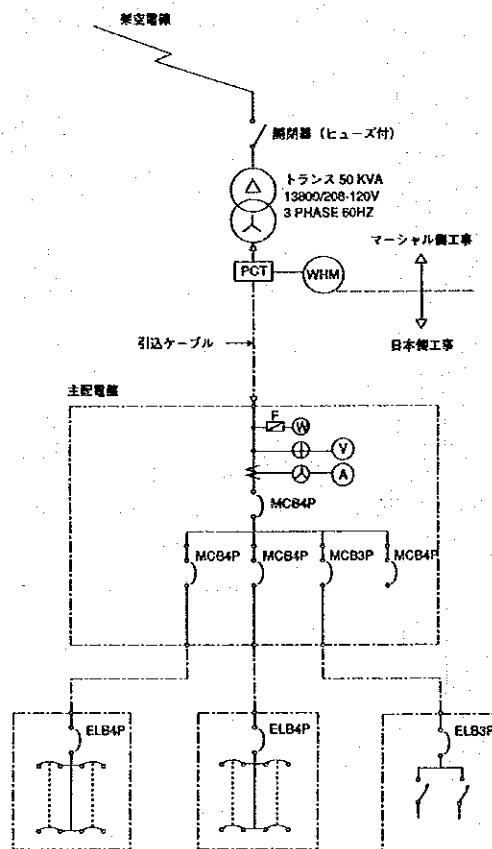 架空電線
開閉器（ヒューズ付）
トランス 50 KVA
13800/208-120V
3 PHASE 60HZ
マーシャル側工事
PCT
WHM
引込ケーブル
日本側工事
主配電盤
F
W
V
A
MCB4P
MCB4P
MCB4P
MCB3P
MCB4P
ELB4P
ELB4P
ELB3P